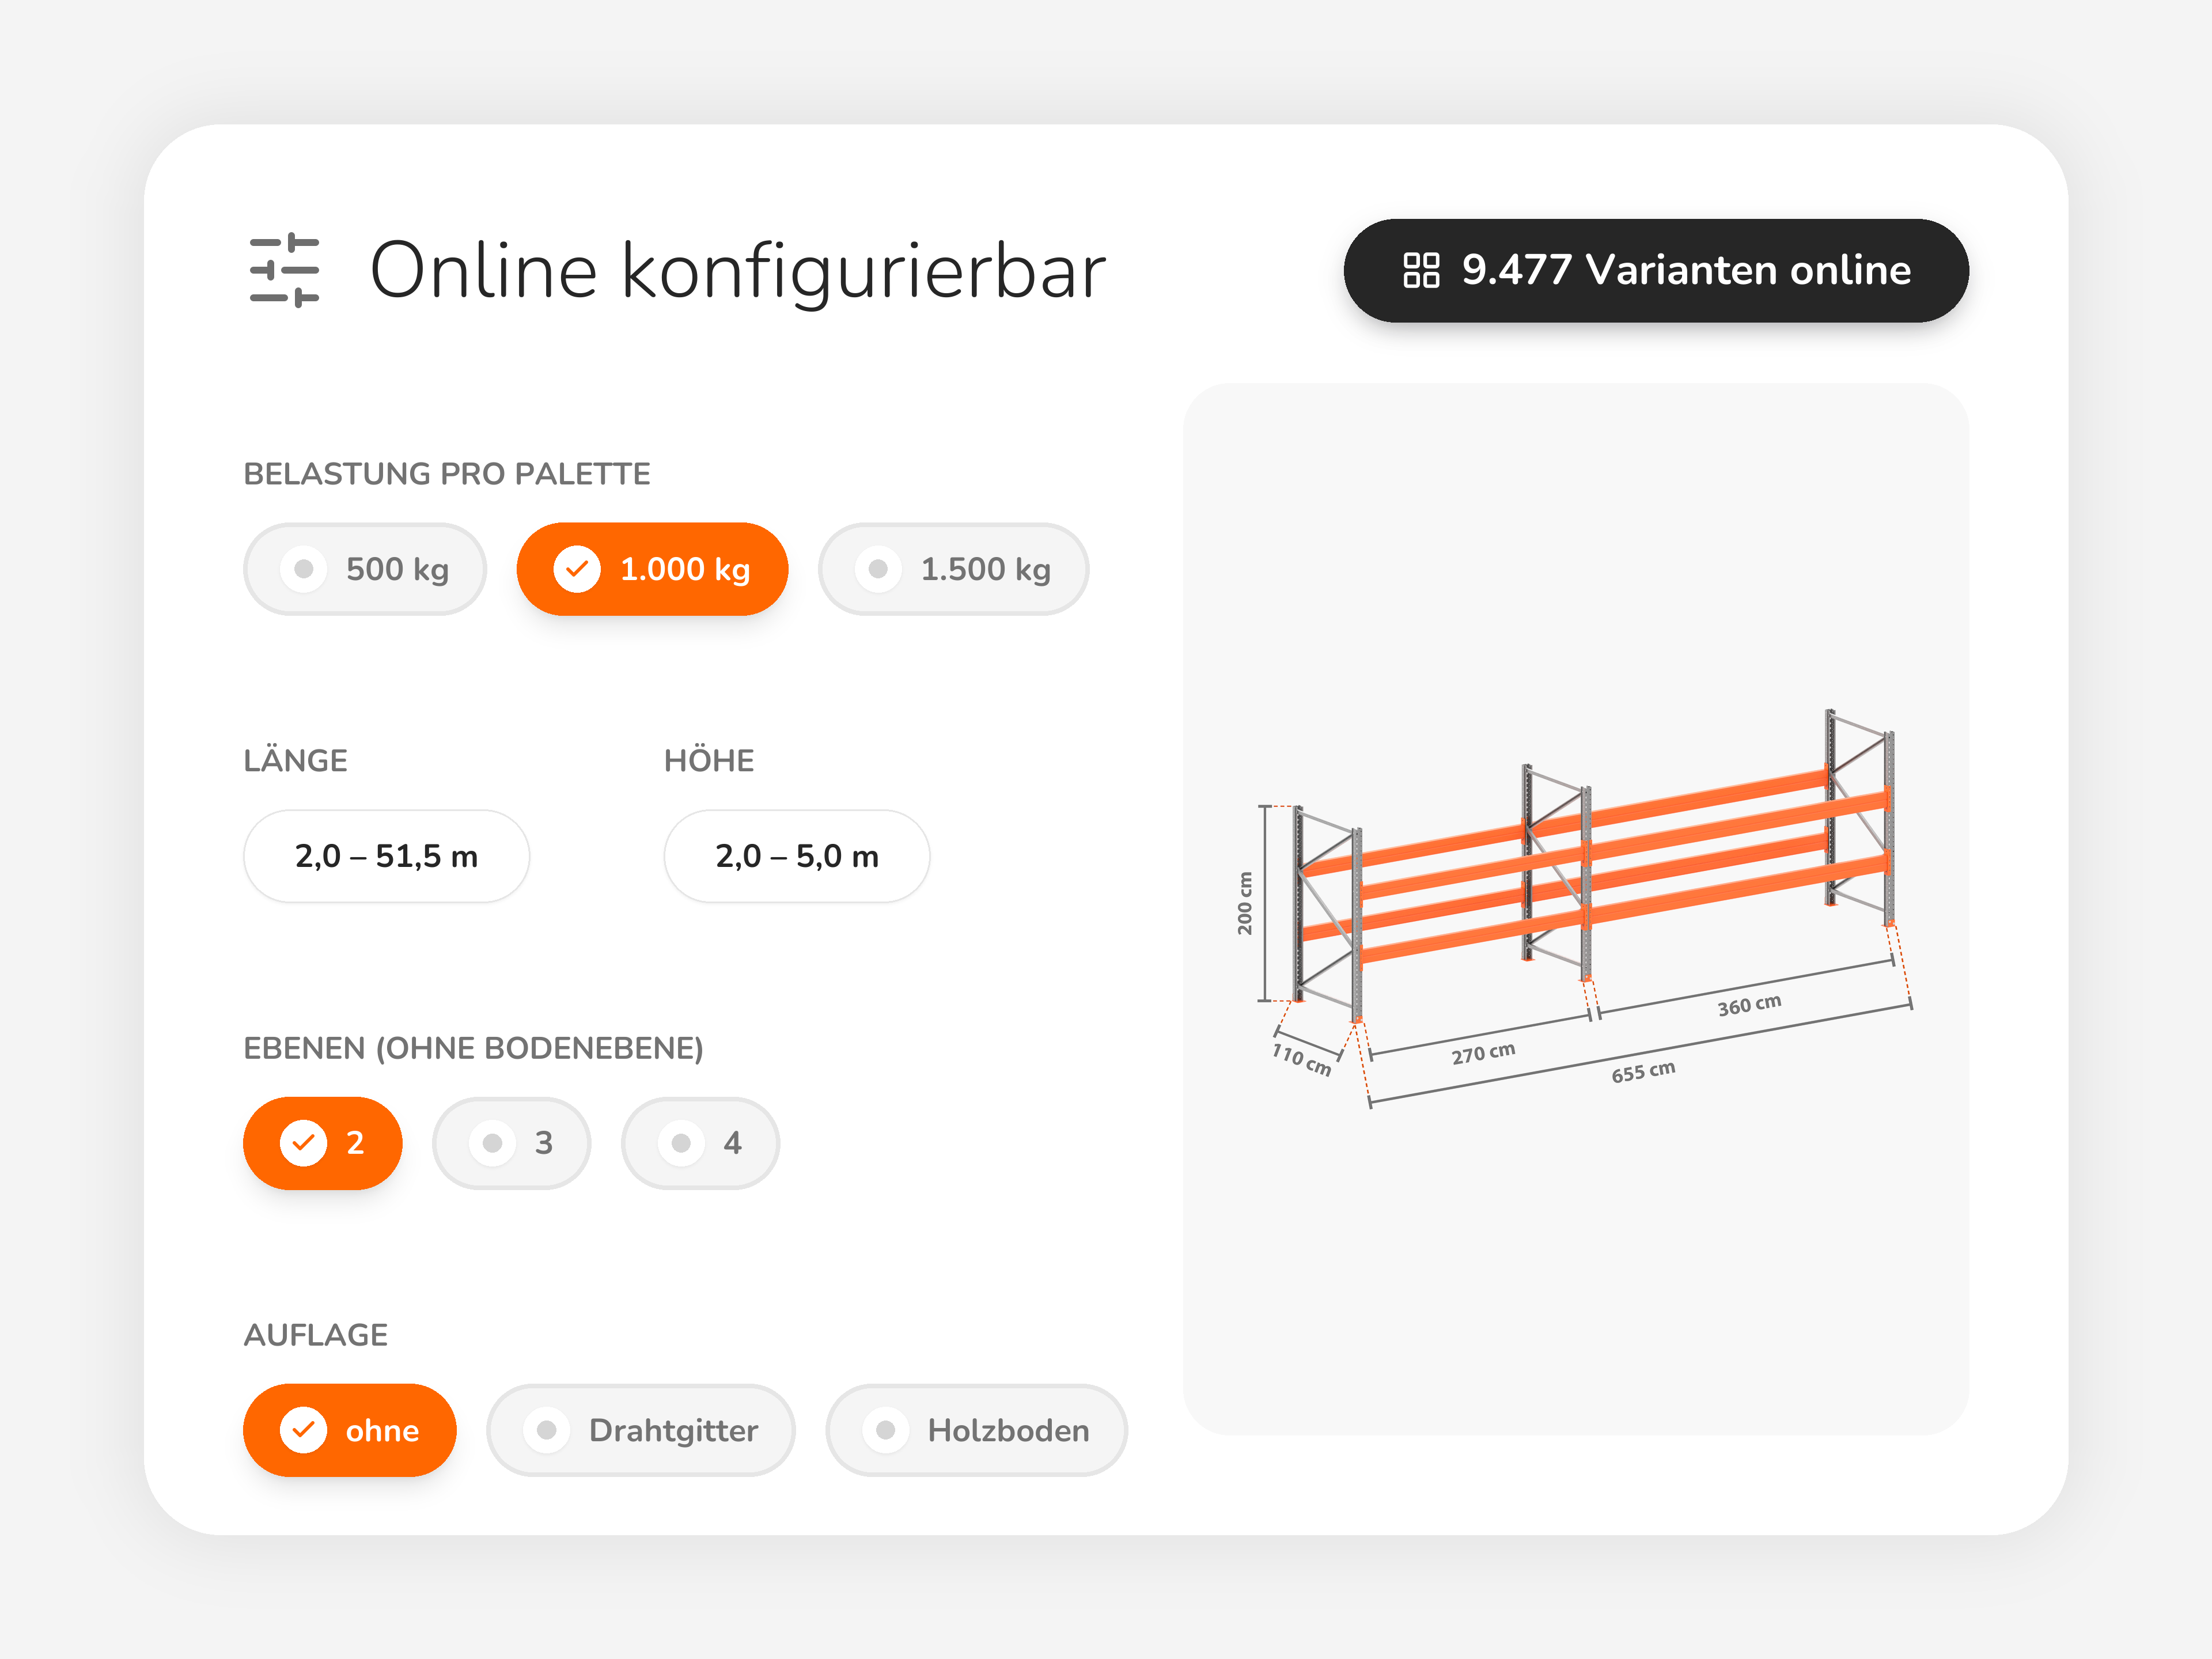 Online konfigurierbar
9.477 Varianten online
BELASTUNG PRO PALETTE
500 kg
1.000 kg
1.500 kg
LÄNGE
HÖHE
2,0 – 51,5 m
2,0 – 5,0 m
EBENEN (OHNE BODENEBENE)
2
3
4
AUFLAGE
ohne
Drahtgitter
Holzboden
200 cm
110 cm
270 cm
360 cm
655 cm